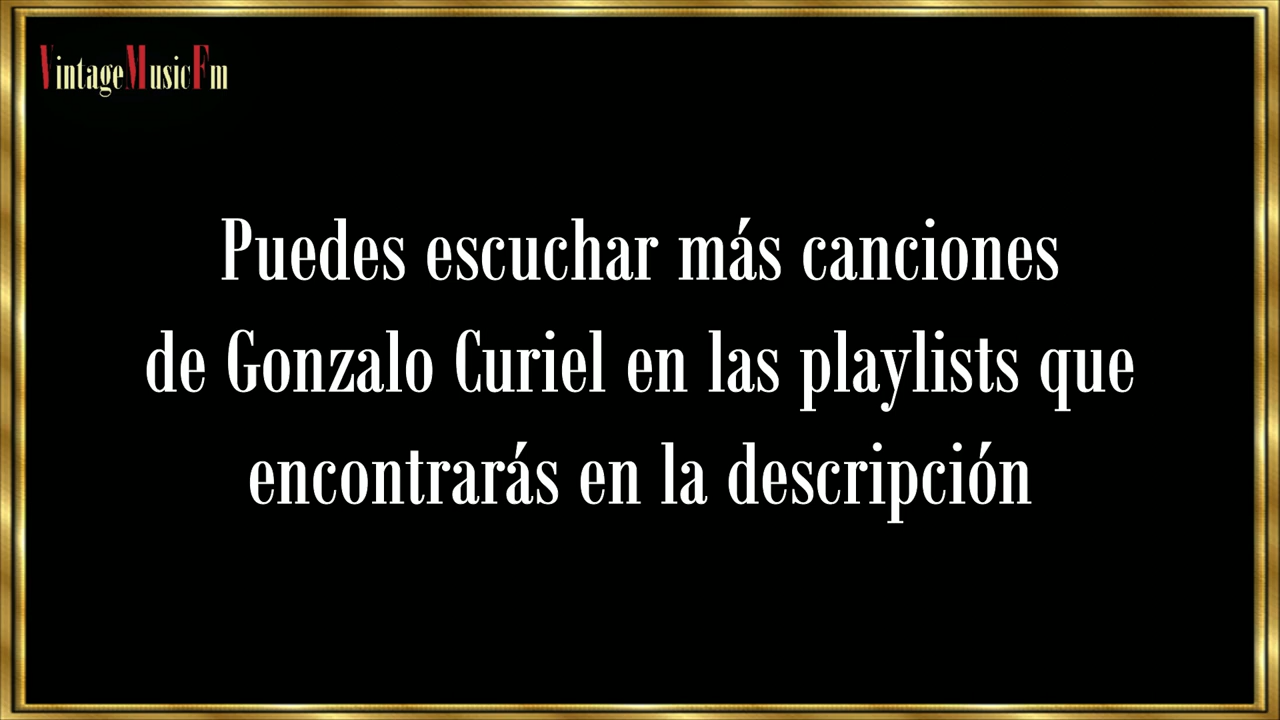 VintageMusicFm
Puedes escuchar más canciones
de Gonzalo Curiel en las playlists que
encontrarás en la descripción